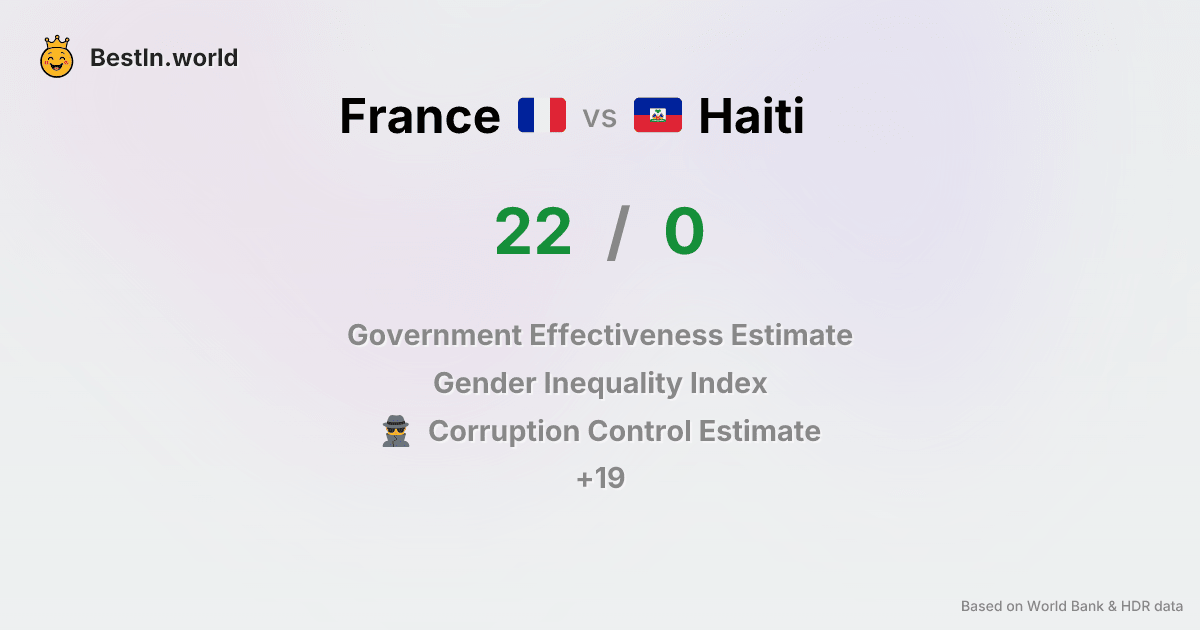 BestIn.world
France vs Haiti
22 / 0
Government Effectiveness Estimate
Gender Inequality Index
Corruption Control Estimate
+19
Based on World Bank & HDR data